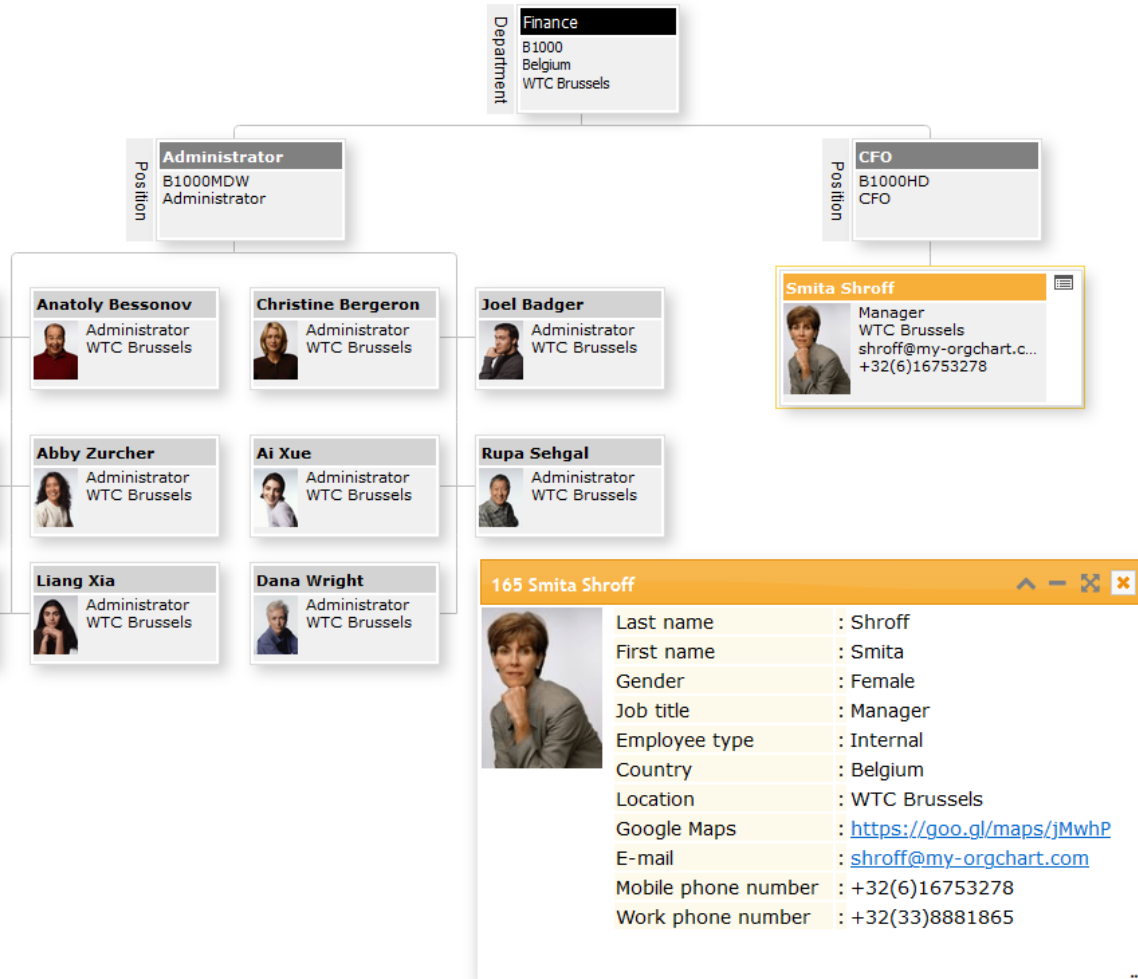 Department
Finance
B1000
Belgium
WTC Brussels
Position
Administrator
B1000MDW
Administrator
Position
CFO
B1000HD
CFO
Anatoly Bessonov
Administrator
WTC Brussels
Christine Bergeron
Administrator
WTC Brussels
Joel Badger
Administrator
WTC Brussels
Smita Shroff
Manager
WTC Brussels
shroff@my-orgchart.c...
+32(6)16753278
Abby Zurcher
Administrator
WTC Brussels
Ai Xue
Administrator
WTC Brussels
Rupa Sehgal
Administrator
WTC Brussels
Liang Xia
Administrator
WTC Brussels
Dana Wright
Administrator
WTC Brussels
165 Smita Shroff
Last name : Shroff
First name : Smita
Gender : Female
Job title : Manager
Employee type : Internal
Country : Belgium
Location : WTC Brussels
Google Maps : https://goo.gl/maps/jMwhP
E-mail : shroff@my-orgchart.com
Mobile phone number : +32(6)16753278
Work phone number : +32(33)8881865